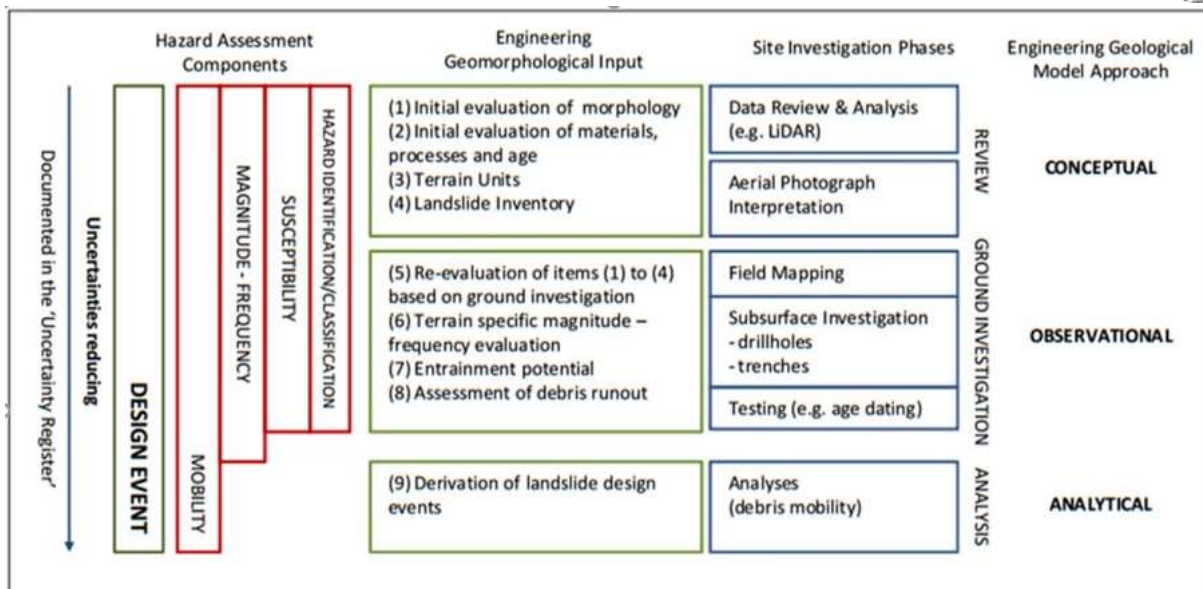 Hazard Assessment
Components
Engineering
Geomorphological Input
Site Investigation Phases
Engineering Geological
Model Approach
Documented in the 'Uncertainty Register'
Uncertainties reducing
DESIGN EVENT
MOBILITY
MAGNITUDE - FREQUENCY
SUSCEPTIBILITY
HAZARD IDENTIFICATION/CLASSIFICATION
(1) Initial evaluation of morphology
(2) Initial evaluation of materials,
processes and age
(3) Terrain Units
(4) Landslide Inventory
Data Review & Analysis
(e.g. LiDAR)
Aerial Photograph
Interpretation
REVIEW
CONCEPTUAL
(5) Re-evaluation of items (1) to (4)
based on ground investigation
(6) Terrain specific magnitude –
frequency evaluation
(7) Entrainment potential
(8) Assessment of debris runout
Field Mapping
Subsurface Investigation
- drillholes
- trenches
Testing (e.g. age dating)
GROUND INVESTIGATION
OBSERVATIONAL
(9) Derivation of landslide design
events
Analyses
(debris mobility)
ANALYSIS
ANALYTICAL